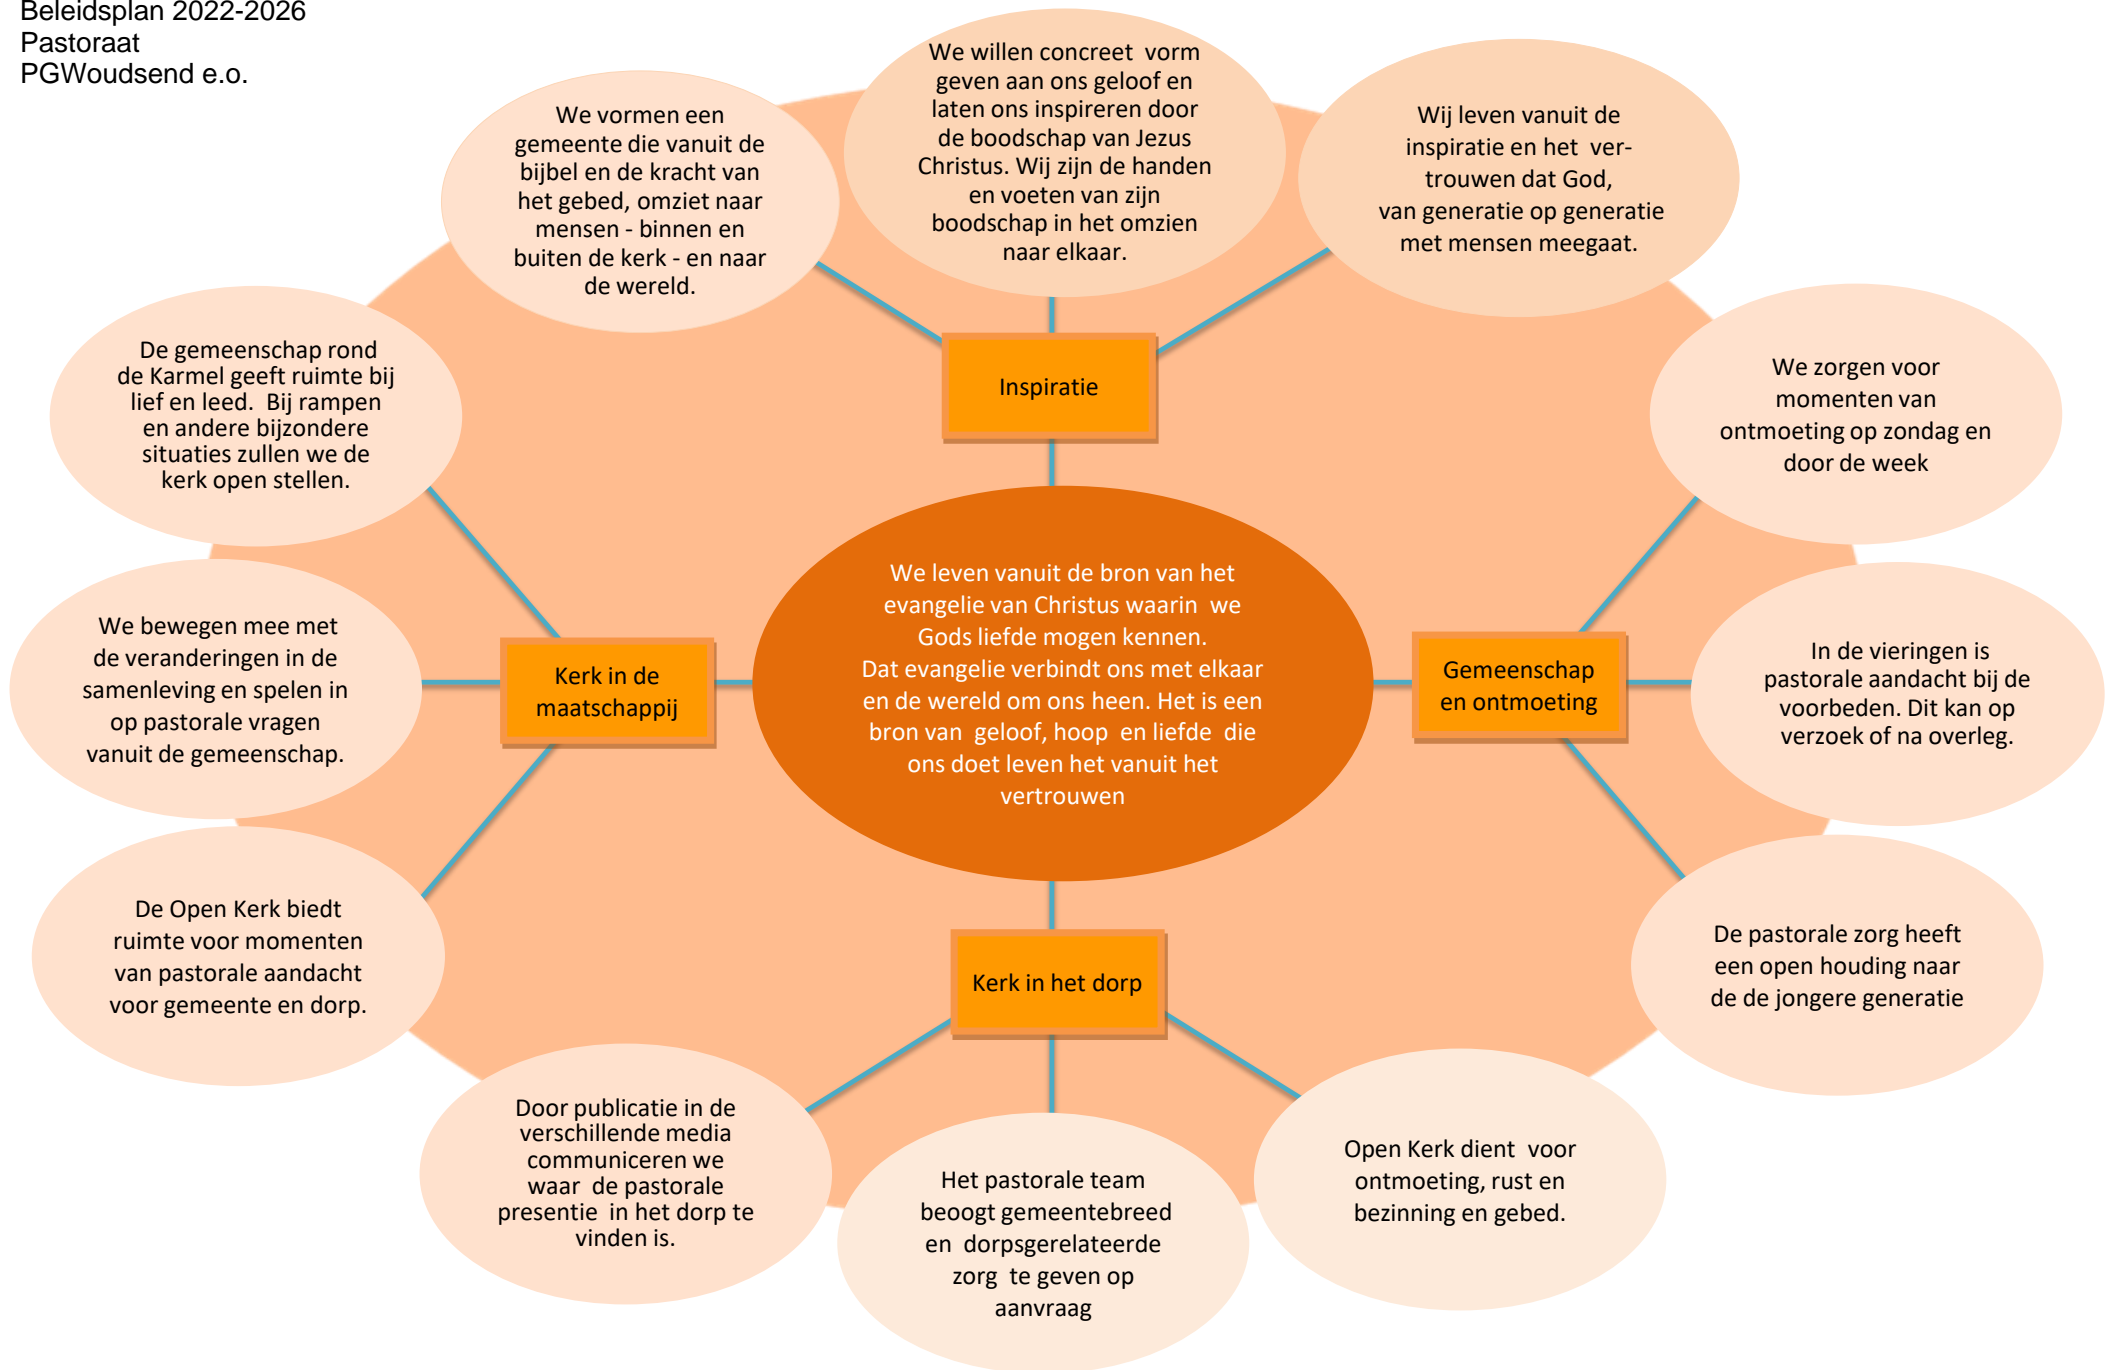 Beleidsplan 2022-2026
Pastoraat
PGWoudsend e.o.
We vormen een
gemeente die vanuit de
bijbel en de kracht van
het gebed, omziet naar
mensen - binnen en
buiten de kerk - en naar
de wereld.
We willen concreet vorm
geven aan ons geloof en
laten ons inspireren door
de boodschap van Jezus
Christus. Wij zijn de handen
en voeten van zijn
boodschap in het omzien
naar elkaar.
Wij leven vanuit de
inspiratie en het ver-
trouwen dat God,
van generatie op generatie
met mensen meegaat.
De gemeenschap rond
de Karmel geeft ruimte bij
lief en leed. Bij rampen
en andere bijzondere
situaties zullen we de
kerk open stellen.
Inspiratie
We zorgen voor
momenten van
ontmoeting op zondag en
door de week
We bewegen mee met
de veranderingen in de
samenleving en spelen in
op pastorale vragen
vanuit de gemeenschap.
Kerk in de
maatschappij
We leven vanuit de bron van het
evangelie van Christus waarin we
Gods liefde mogen kennen.
Dat evangelie verbindt ons met elkaar
en de wereld om ons heen. Het is een
bron van geloof, hoop en liefde die
ons doet leven het vanuit het
vertrouwen
Gemeenschap
en ontmoeting
In de vieringen is
pastorale aandacht bij de
voorbeden. Dit kan op
verzoek of na overleg.
De Open Kerk biedt
ruimte voor momenten
van pastorale aandacht
voor gemeente en dorp.
Kerk in het dorp
De pastorale zorg heeft
een open houding naar
de de jongere generatie
Door publicatie in de
verschillende media
communiceren we
waar de pastorale
presentie in het dorp te
vinden is.
Het pastorale team
beoogt gemeentebreed
en dorpsgerelateerde
zorg te geven op
aanvraag
Open Kerk dient voor
ontmoeting, rust en
bezinning en gebed.